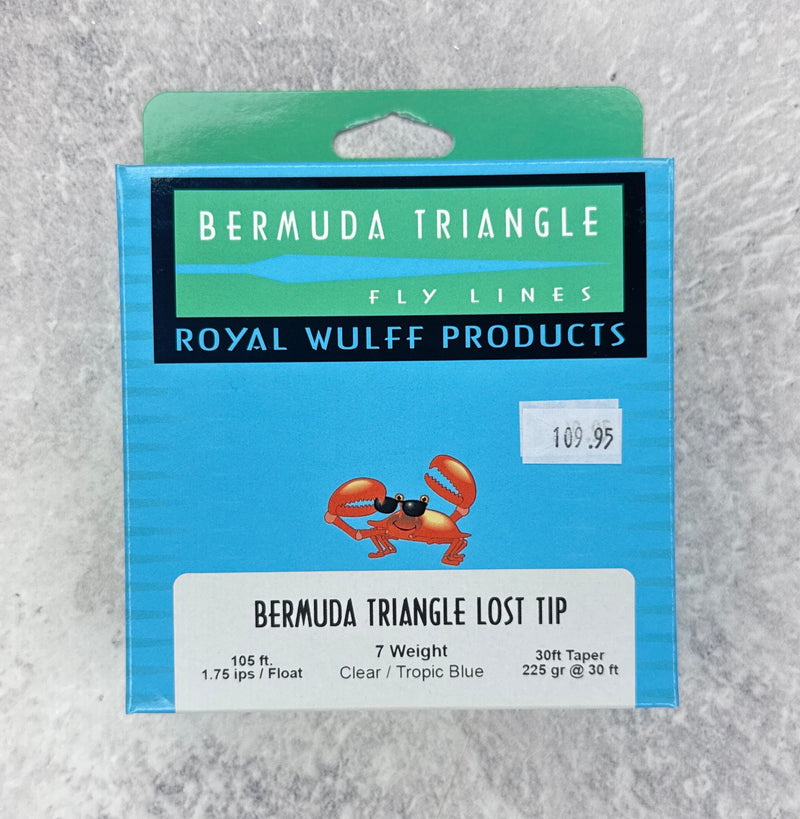 BERMUDA TRIANGLE
FLY LINES
ROYAL WULFF PRODUCTS
109.95
BERMUDA TRIANGLE LOST TIP
105 ft. 7 Weight 30ft Taper
1.75 ips / Float Clear / Tropic Blue 225 gr @ 30 ft